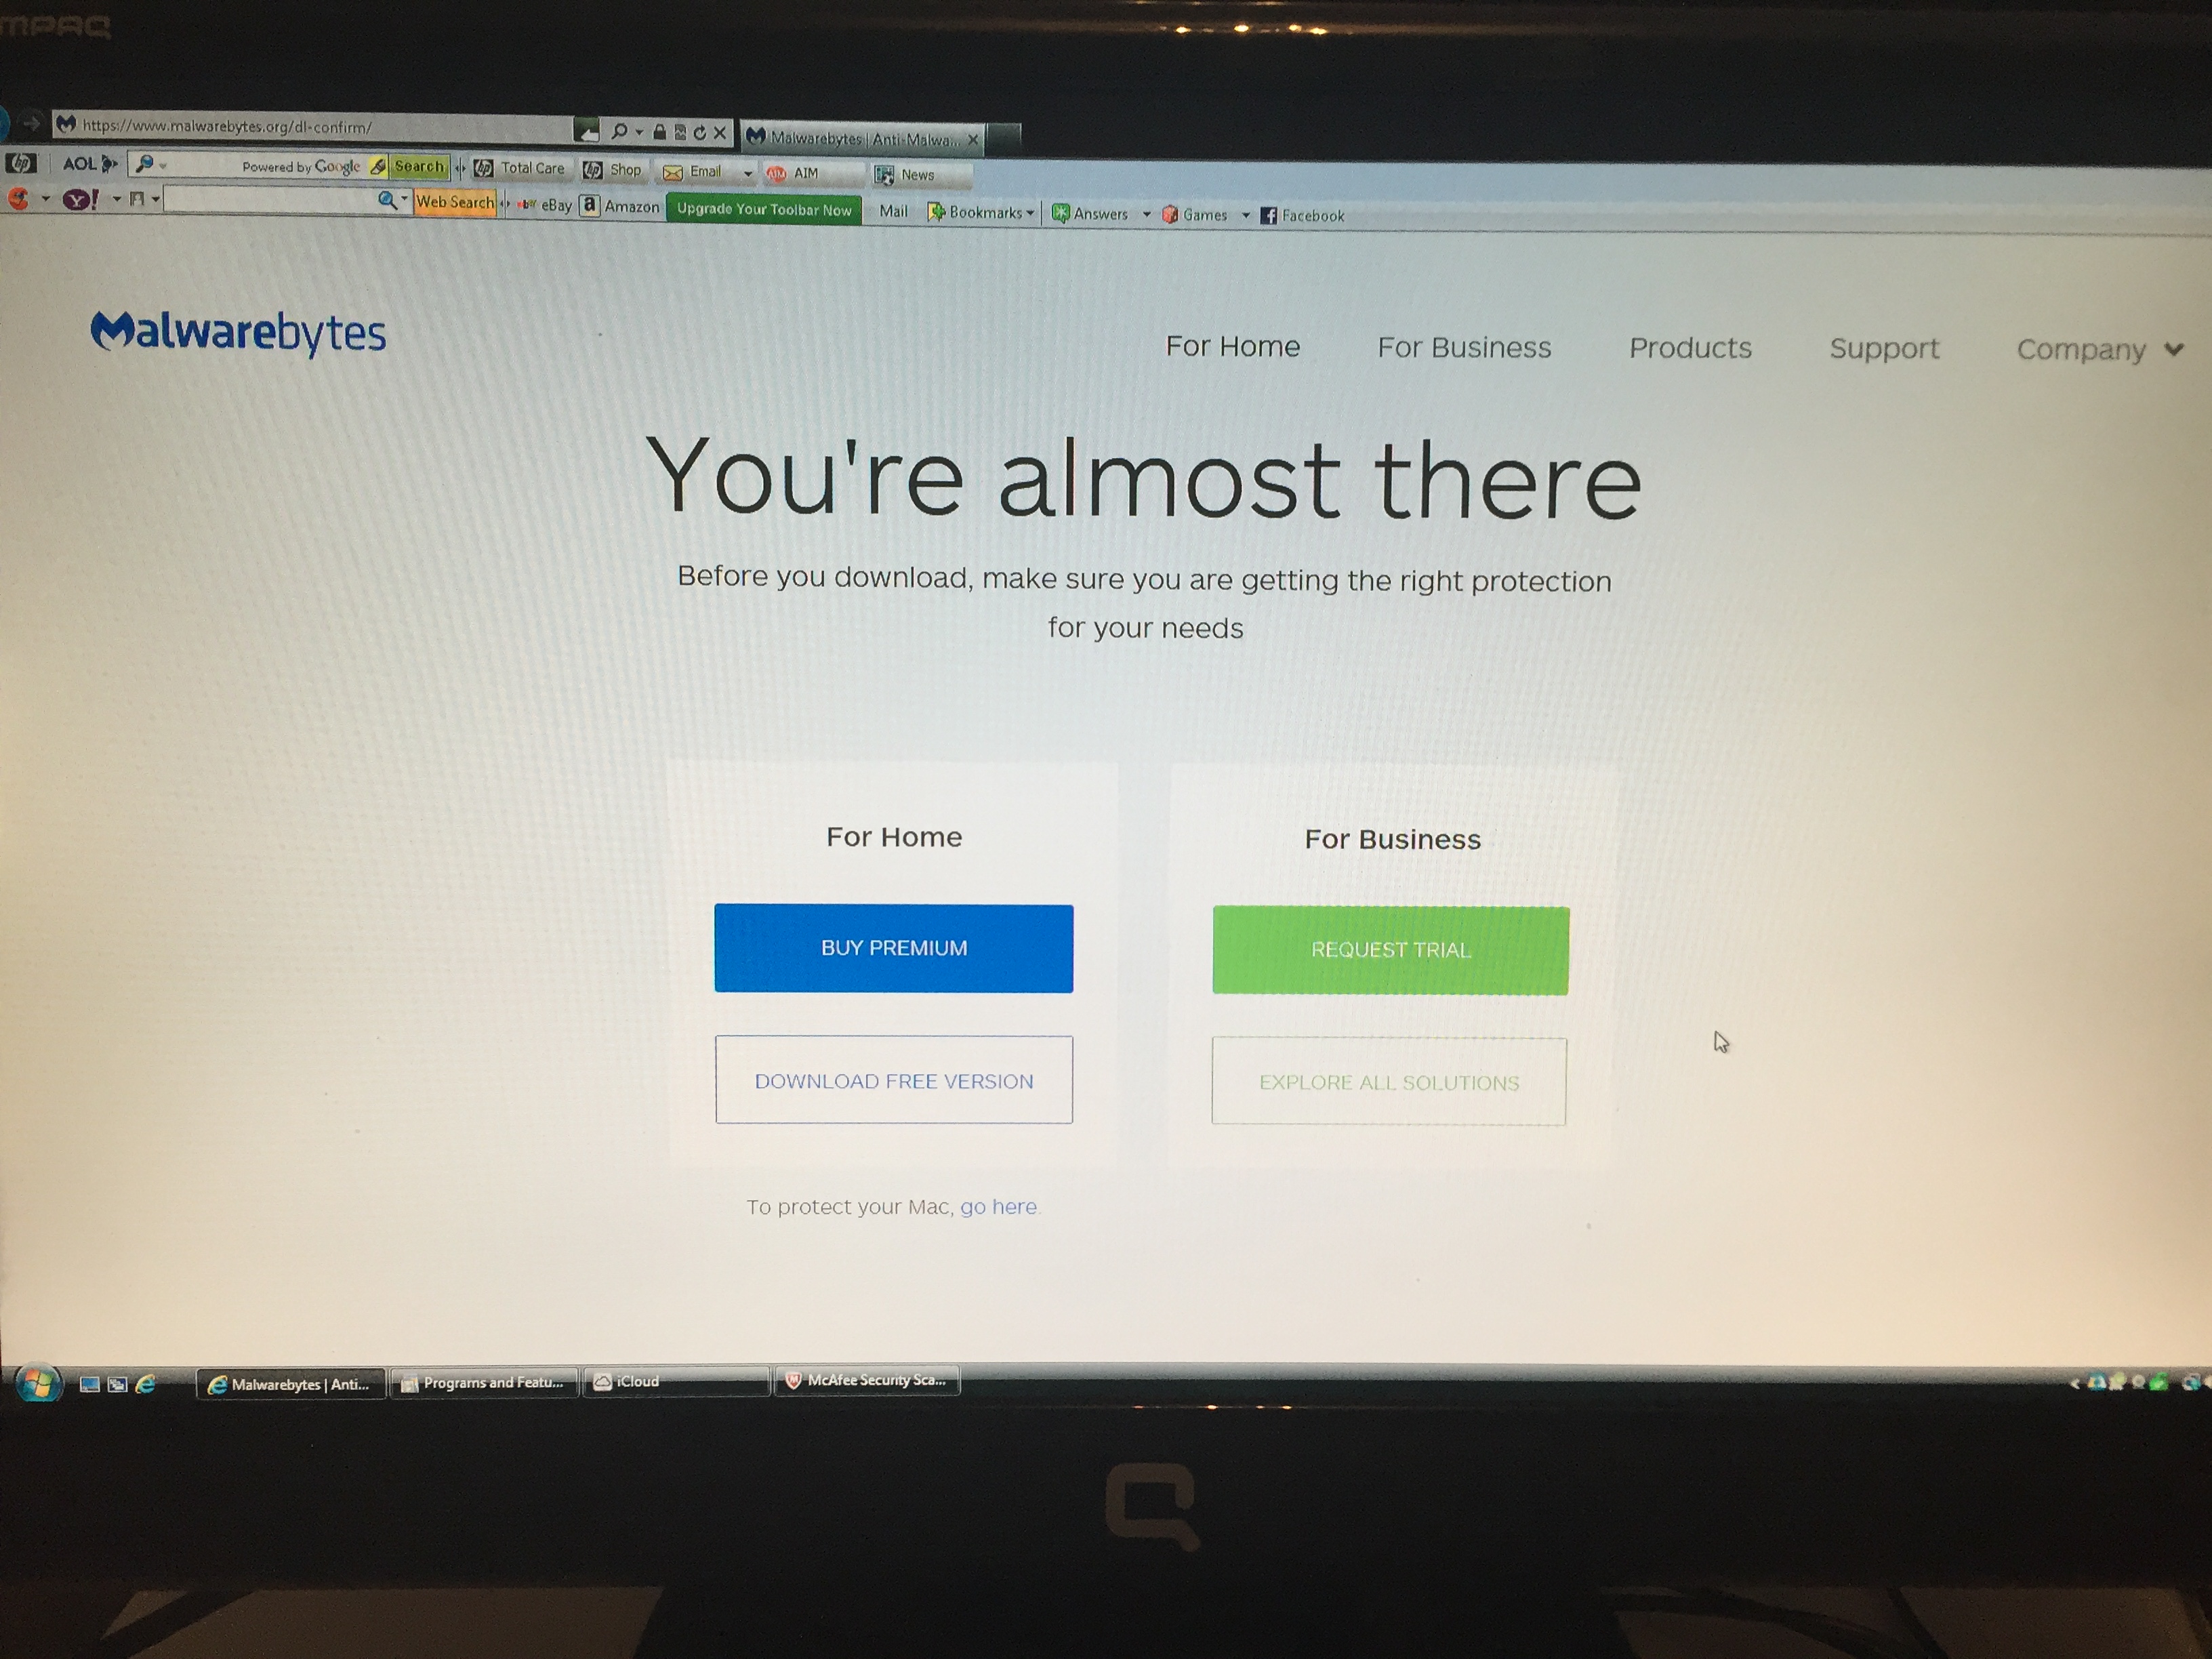 https://www.malwarebytes.org/dl-confirm/
Malwarebytes | Anti-Malwa...
AOL Powered by Google Search Total Care Shop Email AIM News
Y! Web Search eBay Amazon Upgrade Your Toolbar Now Mail Bookmarks Answers Games Facebook
Malwarebytes
For Home For Business Products Support Company
You're almost there
Before you download, make sure you are getting the right protection
for your needs
For Home
BUY PREMIUM
DOWNLOAD FREE VERSION
To protect your Mac, go here.
For Business
REQUEST TRIAL
EXPLORE ALL SOLUTIONS
Malwarebytes | Anti... Programs and Featu... iCloud McAfee Security Sca...